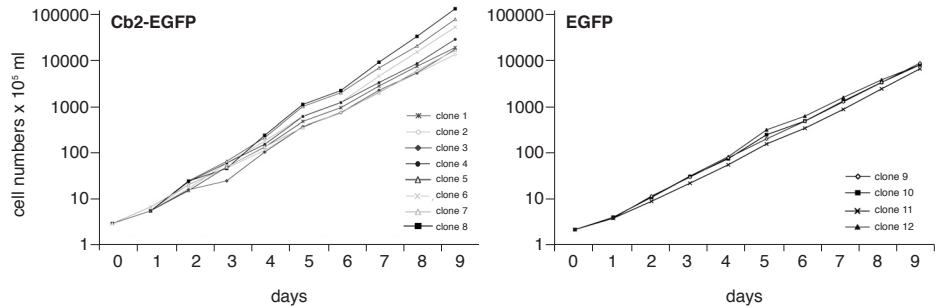 Cb2-EGFP
cell numbers x 10⁵ ml
100000
10000
1000
100
10
1
0 1 2 3 4 5 6 7 8 9
days
clone 1
clone 2
clone 3
clone 4
clone 5
clone 6
clone 7
clone 8
EGFP
100000
10000
1000
100
10
1
0 1 2 3 4 5 6 7 8 9
days
clone 9
clone 10
clone 11
clone 12